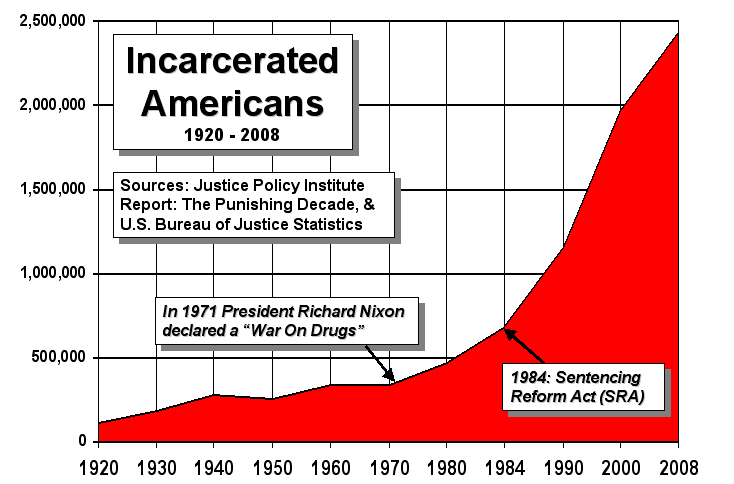 2,500,000
2,000,000
1,500,000
1,000,000
500,000
0
Incarcerated
Americans
1920 - 2008
Sources: Justice Policy Institute
Report: The Punishing Decade, &
U.S. Bureau of Justice Statistics
In 1971 President Richard Nixon
declared a “War On Drugs”
1984: Sentencing
Reform Act (SRA)
1920 1930 1940 1950 1960 1970 1980 1984 1990 2000 2008